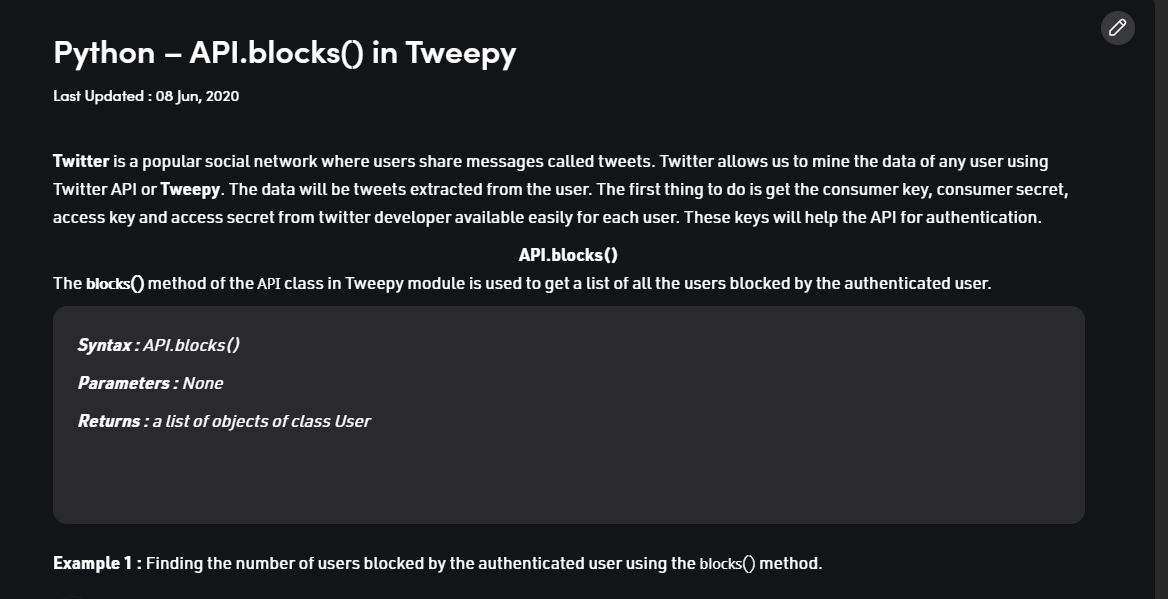 Python – API.blocks() in Tweepy
Last Updated : 08 Jun, 2020
Twitter is a popular social network where users share messages called tweets. Twitter allows us to mine the data of any user using
Twitter API or Tweepy. The data will be tweets extracted from the user. The first thing to do is get the consumer key, consumer secret,
access key and access secret from twitter developer available easily for each user. These keys will help the API for authentication.
API.blocks()
The blocks() method of the API class in Tweepy module is used to get a list of all the users blocked by the authenticated user.
Syntax : API.blocks()
Parameters : None
Returns : a list of objects of class User
Example 1 : Finding the number of users blocked by the authenticated user using the blocks() method.